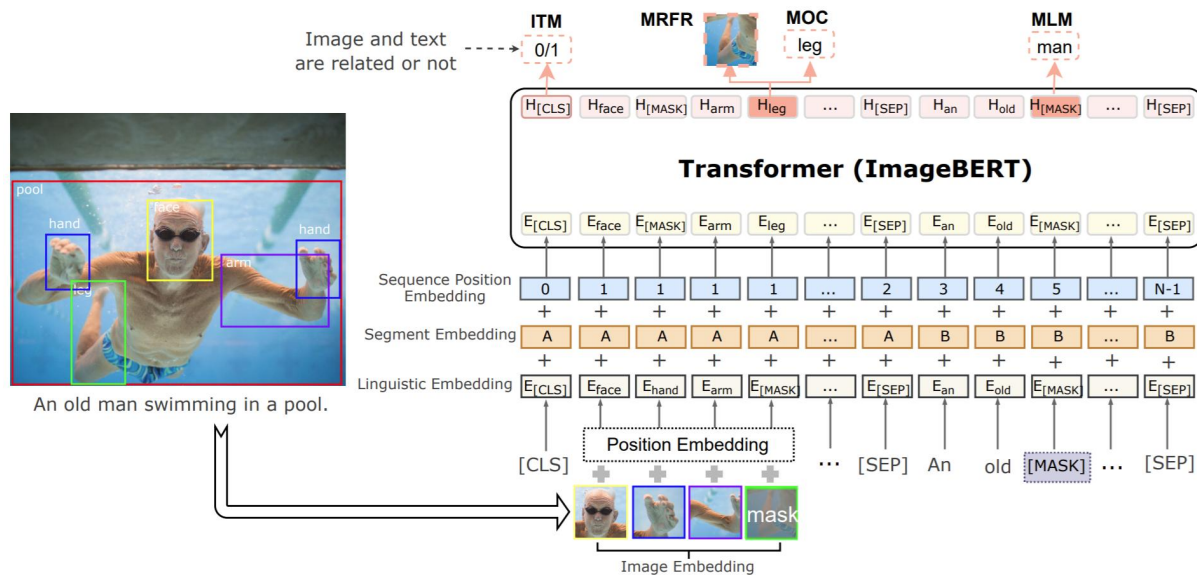 ITM
MRFR
MOC
MLM
Image and text
are related or not
0/1
leg
man
H[CLS] Hface H[MASK] Harm Hleg ... H[SEP] Han Hold H[MASK] ... H[SEP]
Transformer (ImageBERT)
E[CLS] Eface E[MASK] Earm Eleg ... E[SEP] Ean Eold E[MASK] ... E[SEP]
Sequence Position
Embedding
0 1 1 1 1 ... 2 3 4 5 ... N-1
+ + + + + + + + + +
Segment Embedding
A A A A A ... A B B B ... B
+ + + + + + + + + +
Linguistic Embedding
E[CLS] Eface Ehand Earm E[MASK] ... E[SEP] Ean Eold E[MASK] ... E[SEP]
Position Embedding
[CLS] ... [SEP] An old [MASK] ... [SEP]
mask
Image Embedding
pool
face
hand
hand
arm
leg
An old man swimming in a pool.